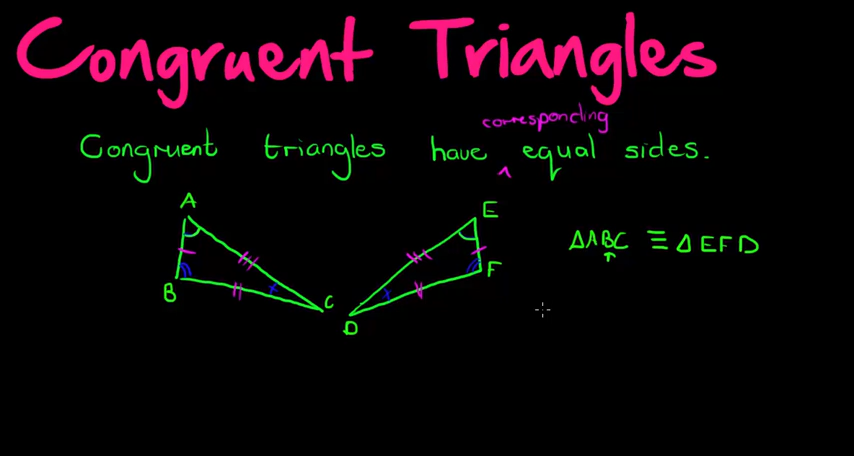 Congruent Triangles
corresponding
Congruent triangles have ^ equal sides.
A
E
ΔABC ≡ ΔEFD
↑
B
F
C
D